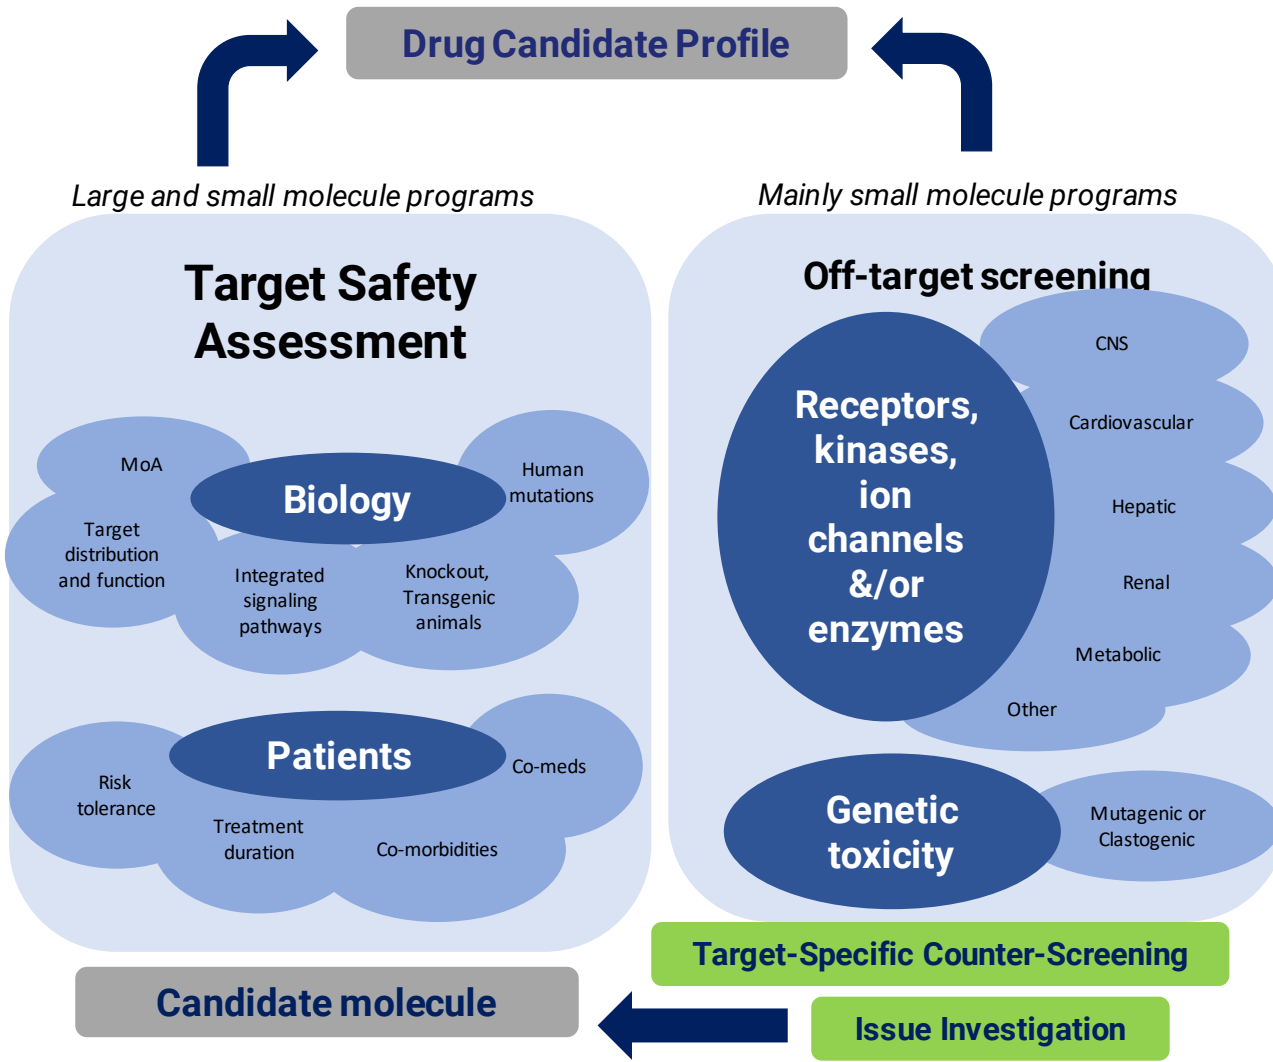 Drug Candidate Profile
Large and small molecule programs
Target Safety
Assessment
MoA
Biology
Human
mutations
Target
distribution
and function
Integrated
signaling
pathways
Knockout,
Transgenic
animals
Patients
Co-meds
Risk
tolerance
Treatment
duration
Co-morbidities
Candidate molecule
Mainly small molecule programs
Off-target screening
Receptors,
kinases,
ion
channels
&/or
enzymes
CNS
Cardiovascular
Hepatic
Renal
Metabolic
Other
Genetic
toxicity
Mutagenic or
Clastogenic
Target-Specific Counter-Screening
Issue Investigation